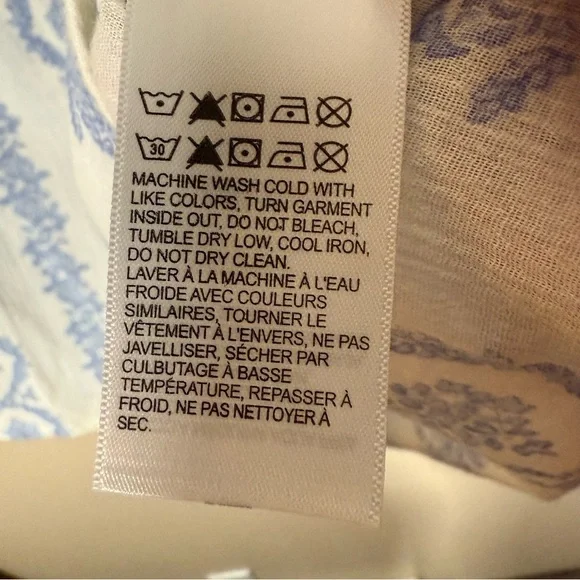 30
MACHINE WASH COLD WITH
LIKE COLORS, TURN GARMENT
INSIDE OUT, DO NOT BLEACH,
TUMBLE DRY LOW, COOL IRON,
DO NOT DRY CLEAN.
LAVER À LA MACHINE À L'EAU
FROIDE AVEC COULEURS
SIMILAIRES, TOURNER LE
VÊTEMENT À L'ENVERS, NE PAS
JAVELLISER, SÉCHER PAR
CULBUTAGE À BASSE
TEMPÉRATURE, REPASSER À
FROID, NE PAS NETTOYER À
SEC.